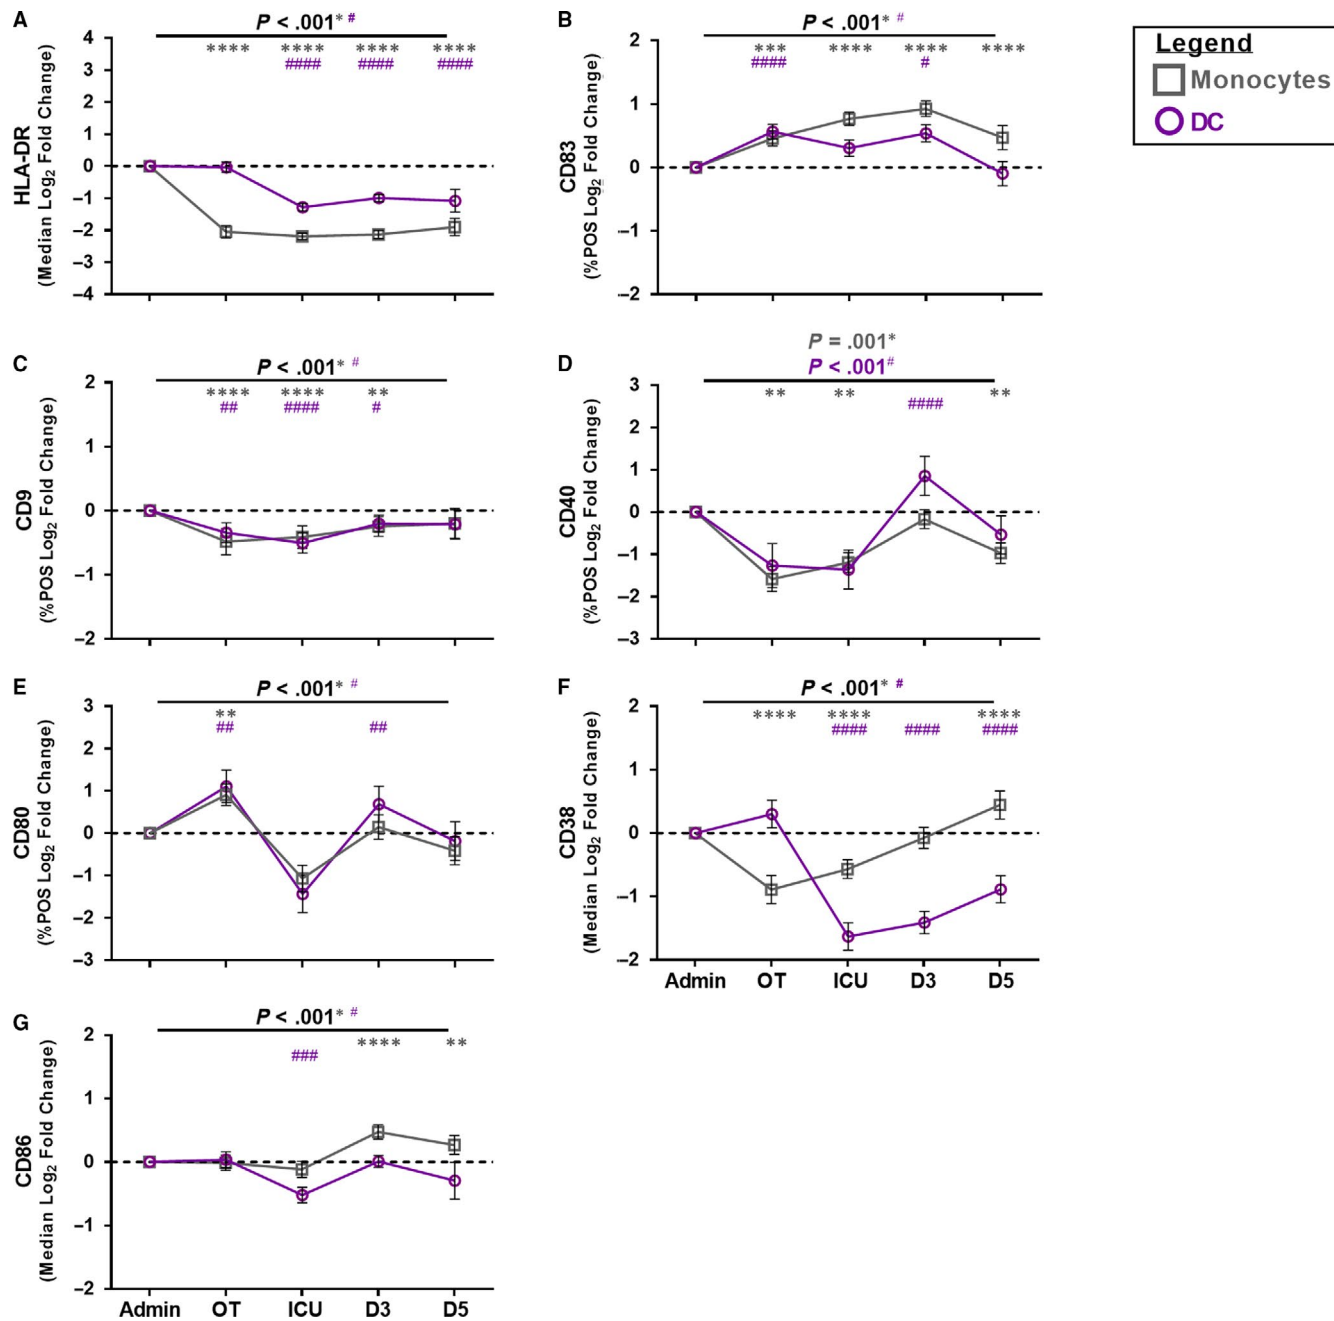 A
P < .001* #
**** **** **** ****
#### #### ####
HLA-DR
(Median Log2 Fold Change)
4
3
2
1
0
–1
–2
–3
–4
B
P < .001* #
*** **** **** ****
#### #
CD83
(%POS Log2 Fold Change)
2
1
0
–1
–2
Legend
Monocytes
DC
C
P < .001* #
**** **** **
## #### #
CD9
(%POS Log2 Fold Change)
2
1
0
–1
–2
D
P = .001*
P < .001#
** ** **
####
CD40
(%POS Log2 Fold Change)
3
2
1
0
–1
–2
–3
E
P < .001* #
**
## ##
CD80
(%POS Log2 Fold Change)
3
2
1
0
–1
–2
–3
F
P < .001* #
**** **** ****
#### #### ####
CD38
(Median Log2 Fold Change)
2
1
0
–1
–2
Admin OT ICU D3 D5
G
P < .001* #
### **** **
CD86
(Median Log2 Fold Change)
2
1
0
–1
–2
Admin OT ICU D3 D5